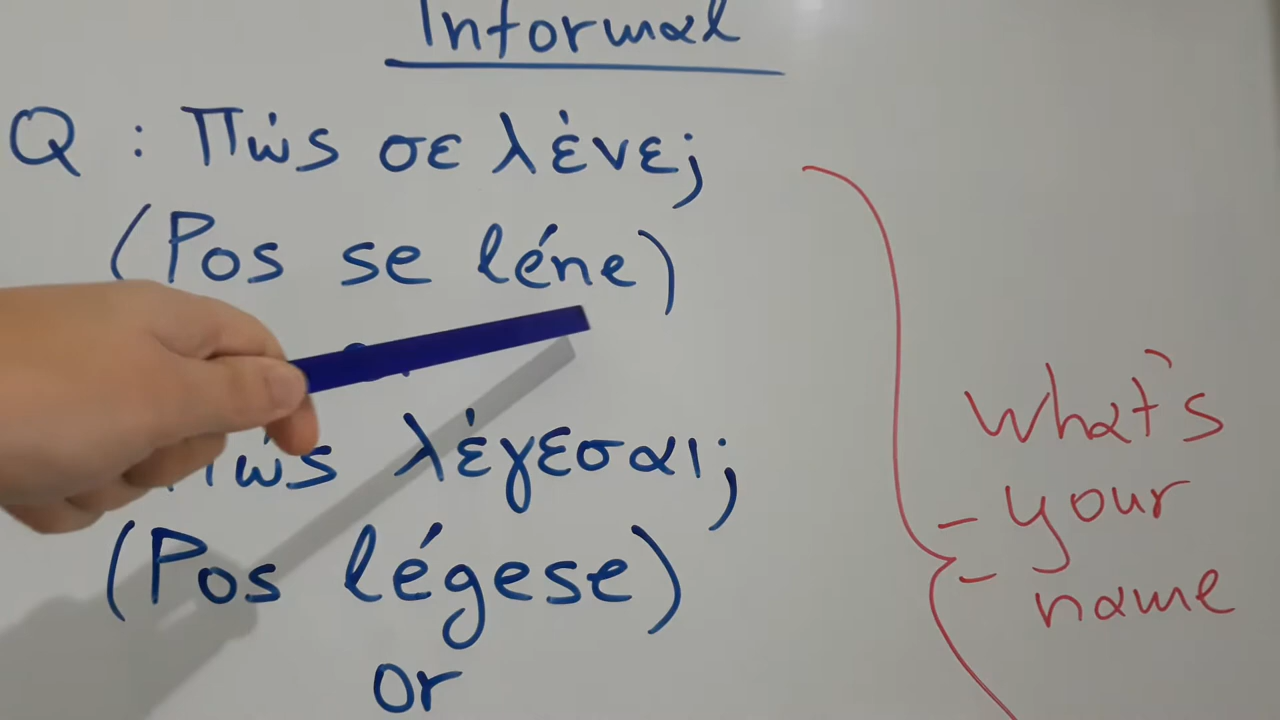 Informal
Q : Πώς σε λένε;
(Pos se léne)
Πώς λέγεσαι;
(Pos légese)
or
What's
your
name